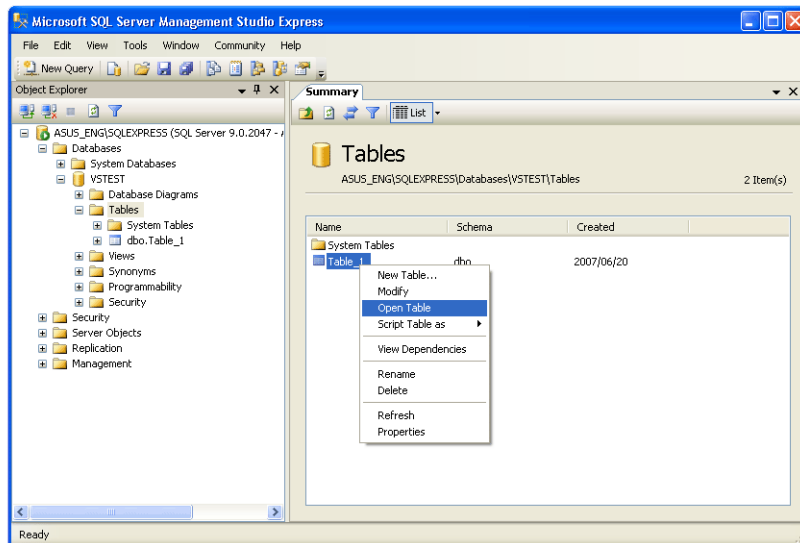 Microsoft SQL Server Management Studio Express
File Edit View Tools Window Community Help
New Query
Object Explorer
ASUS_ENG\SQLEXPRESS (SQL Server 9.0.2047 -
Databases
System Databases
VSTEST
Database Diagrams
Tables
System Tables
dbo.Table_1
Views
Synonyms
Programmability
Security
Security
Server Objects
Replication
Management
Summary
List
Tables
ASUS_ENG\SQLEXPRESS\Databases\VSTEST\Tables 2 Item(s)
Name Schema Created
System Tables
Table_1 dbo 2007/06/20
New Table...
Modify
Open Table
Script Table as
View Dependencies
Rename
Delete
Refresh
Properties
Ready